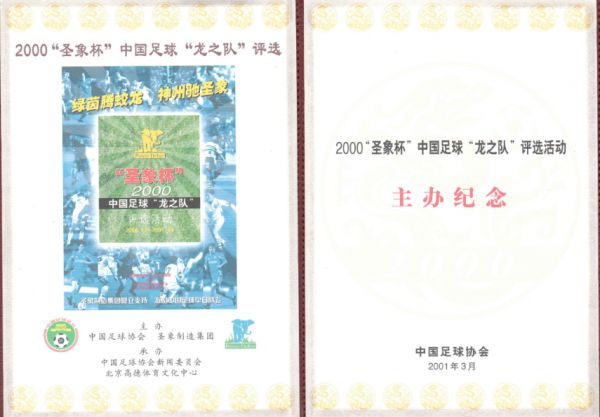 2000“圣象杯”中国足球“龙之队”评选
绿茵腾蛟龙 神州驰圣象
“圣象杯”
2000
中国足球“龙之队”
评选活动
主 办
中国足球协会 圣象制造集团
承 办
中国足球协会新闻委员会
北京高德体育文化中心
2000“圣象杯”中国足球“龙之队”评选活动
主办纪念
中国足球协会
2001年3月